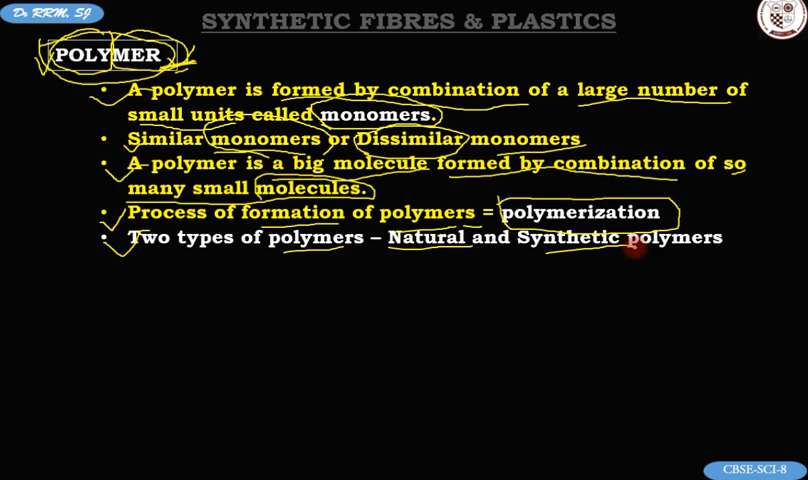 Dr RRM, SJ
SYNTHETIC FIBRES & PLASTICS
POLYMER
• A polymer is formed by combination of a large number of
small units called monomers.
• Similar monomers or Dissimilar monomers
• A polymer is a big molecule formed by combination of so
many small molecules.
• Process of formation of polymers = polymerization
• Two types of polymers – Natural and Synthetic polymers
CBSE-SCI-8